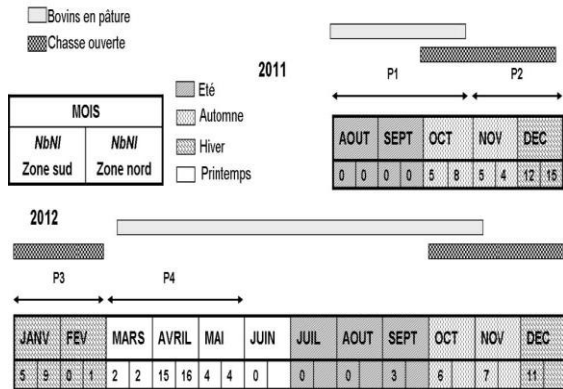 Bovins en pâture
Chasse ouverte
2011
P1 P2
MOIS
NbNI NbNI
Zone sud Zone nord
Eté
Automne
Hiver
Printemps
AOUT SEPT OCT NOV DEC
0 0 0 0 5 8 5 4 12 15
2012
P3 P4
JANV FEV MARS AVRIL MAI JUIN JUIL AOUT SEPT OCT NOV DEC
5 9 0 1 2 2 15 16 4 4 0 0 0 3 6 7 11